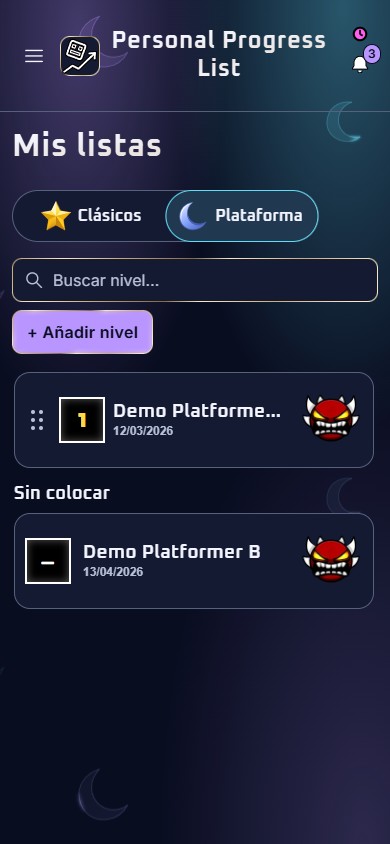 Personal Progress
List
3
Mis listas
Clásicos
Plataforma
Buscar nivel...
+ Añadir nivel
1
Demo Platforme...
12/03/2026
Sin colocar
–
Demo Platformer B
13/04/2026